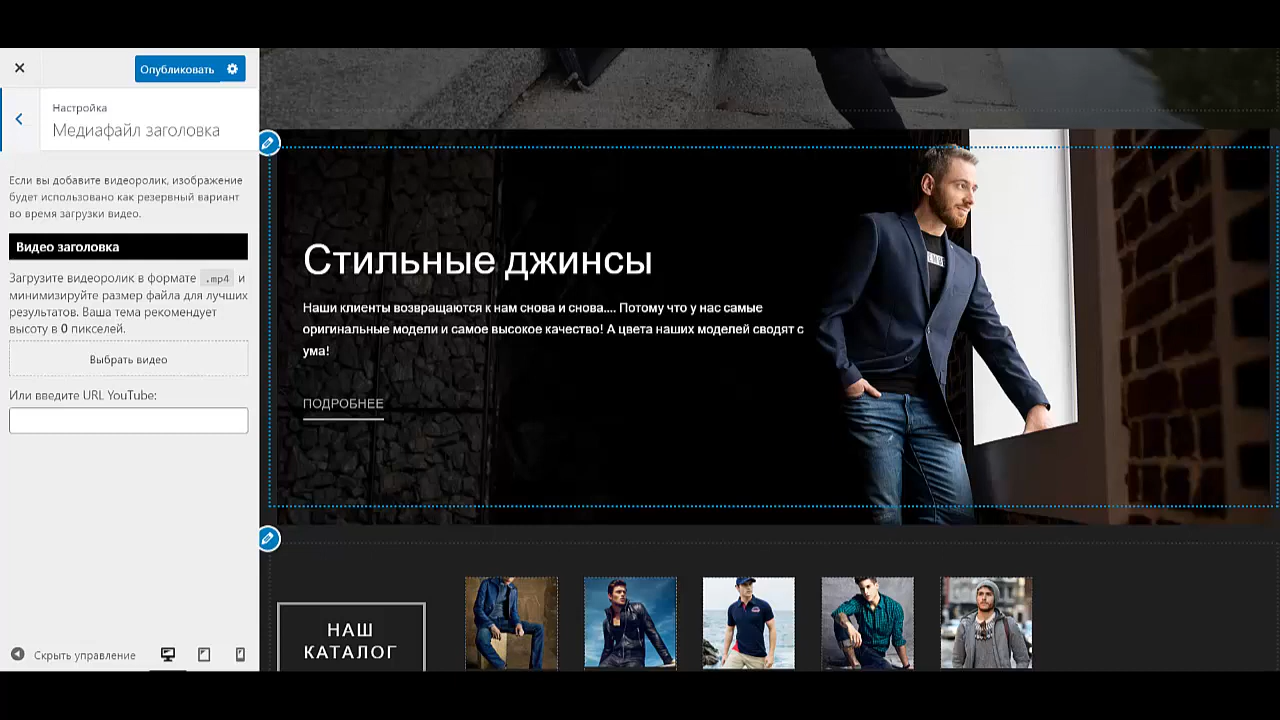 Опубликовать
Настройка
Медиафайл заголовка
Если вы добавите видеоролик, изображение
будет использовано как резервный вариант
во время загрузки видео.
Видео заголовка
Загрузите видеоролик в формате .mp4 и
минимизируйте размер файла для лучших
результатов. Ваша тема рекомендует
высоту в 0 пикселей.
Выбрать видео
Или введите URL YouTube:
Скрыть управление
Стильные джинсы
Наши клиенты возвращаются к нам снова и снова.... Потому что у нас самые
оригинальные модели и самое высокое качество! А цвета наших моделей сводят с
ума!
ПОДРОБНЕЕ
НАШ
КАТАЛОГ